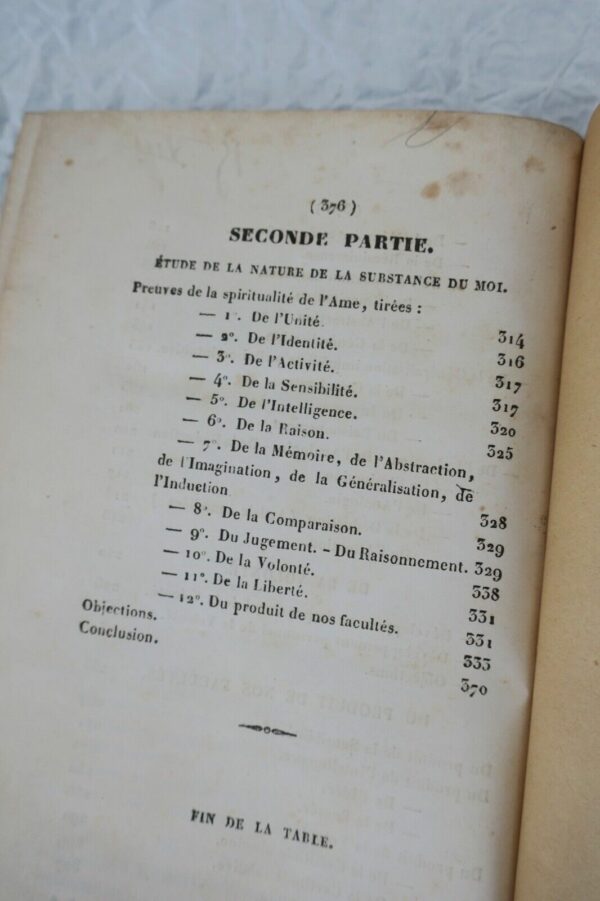 (376)
SECONDE PARTIE.
ÉTUDE DE LA NATURE DE LA SUBSTANCE DU MOI.
Preuves de la spiritualité de l'Ame, tirées :
— 1°. De l'Unité. 314
— 2°. De l'Identité. 316
— 3°. De l'Activité. 317
— 4°. De la Sensibilité. 317
— 5°. De l'Intelligence. 320
— 6°. De la Raison. 325
— 7°. De la Mémoire, de l'Abstraction,
de l'Imagination, de la Généralisation, de
l'Induction 328
— 8°. De la Comparaison. 329
— 9°. Du Jugement. - Du Raisonnement. 329
— 10°. De la Volonté. 338
— 11°. De la Liberté. 331
— 12°. Du produit de nos facultés. 331
Objections. 333
Conclusion. 370
FIN DE LA TABLE.